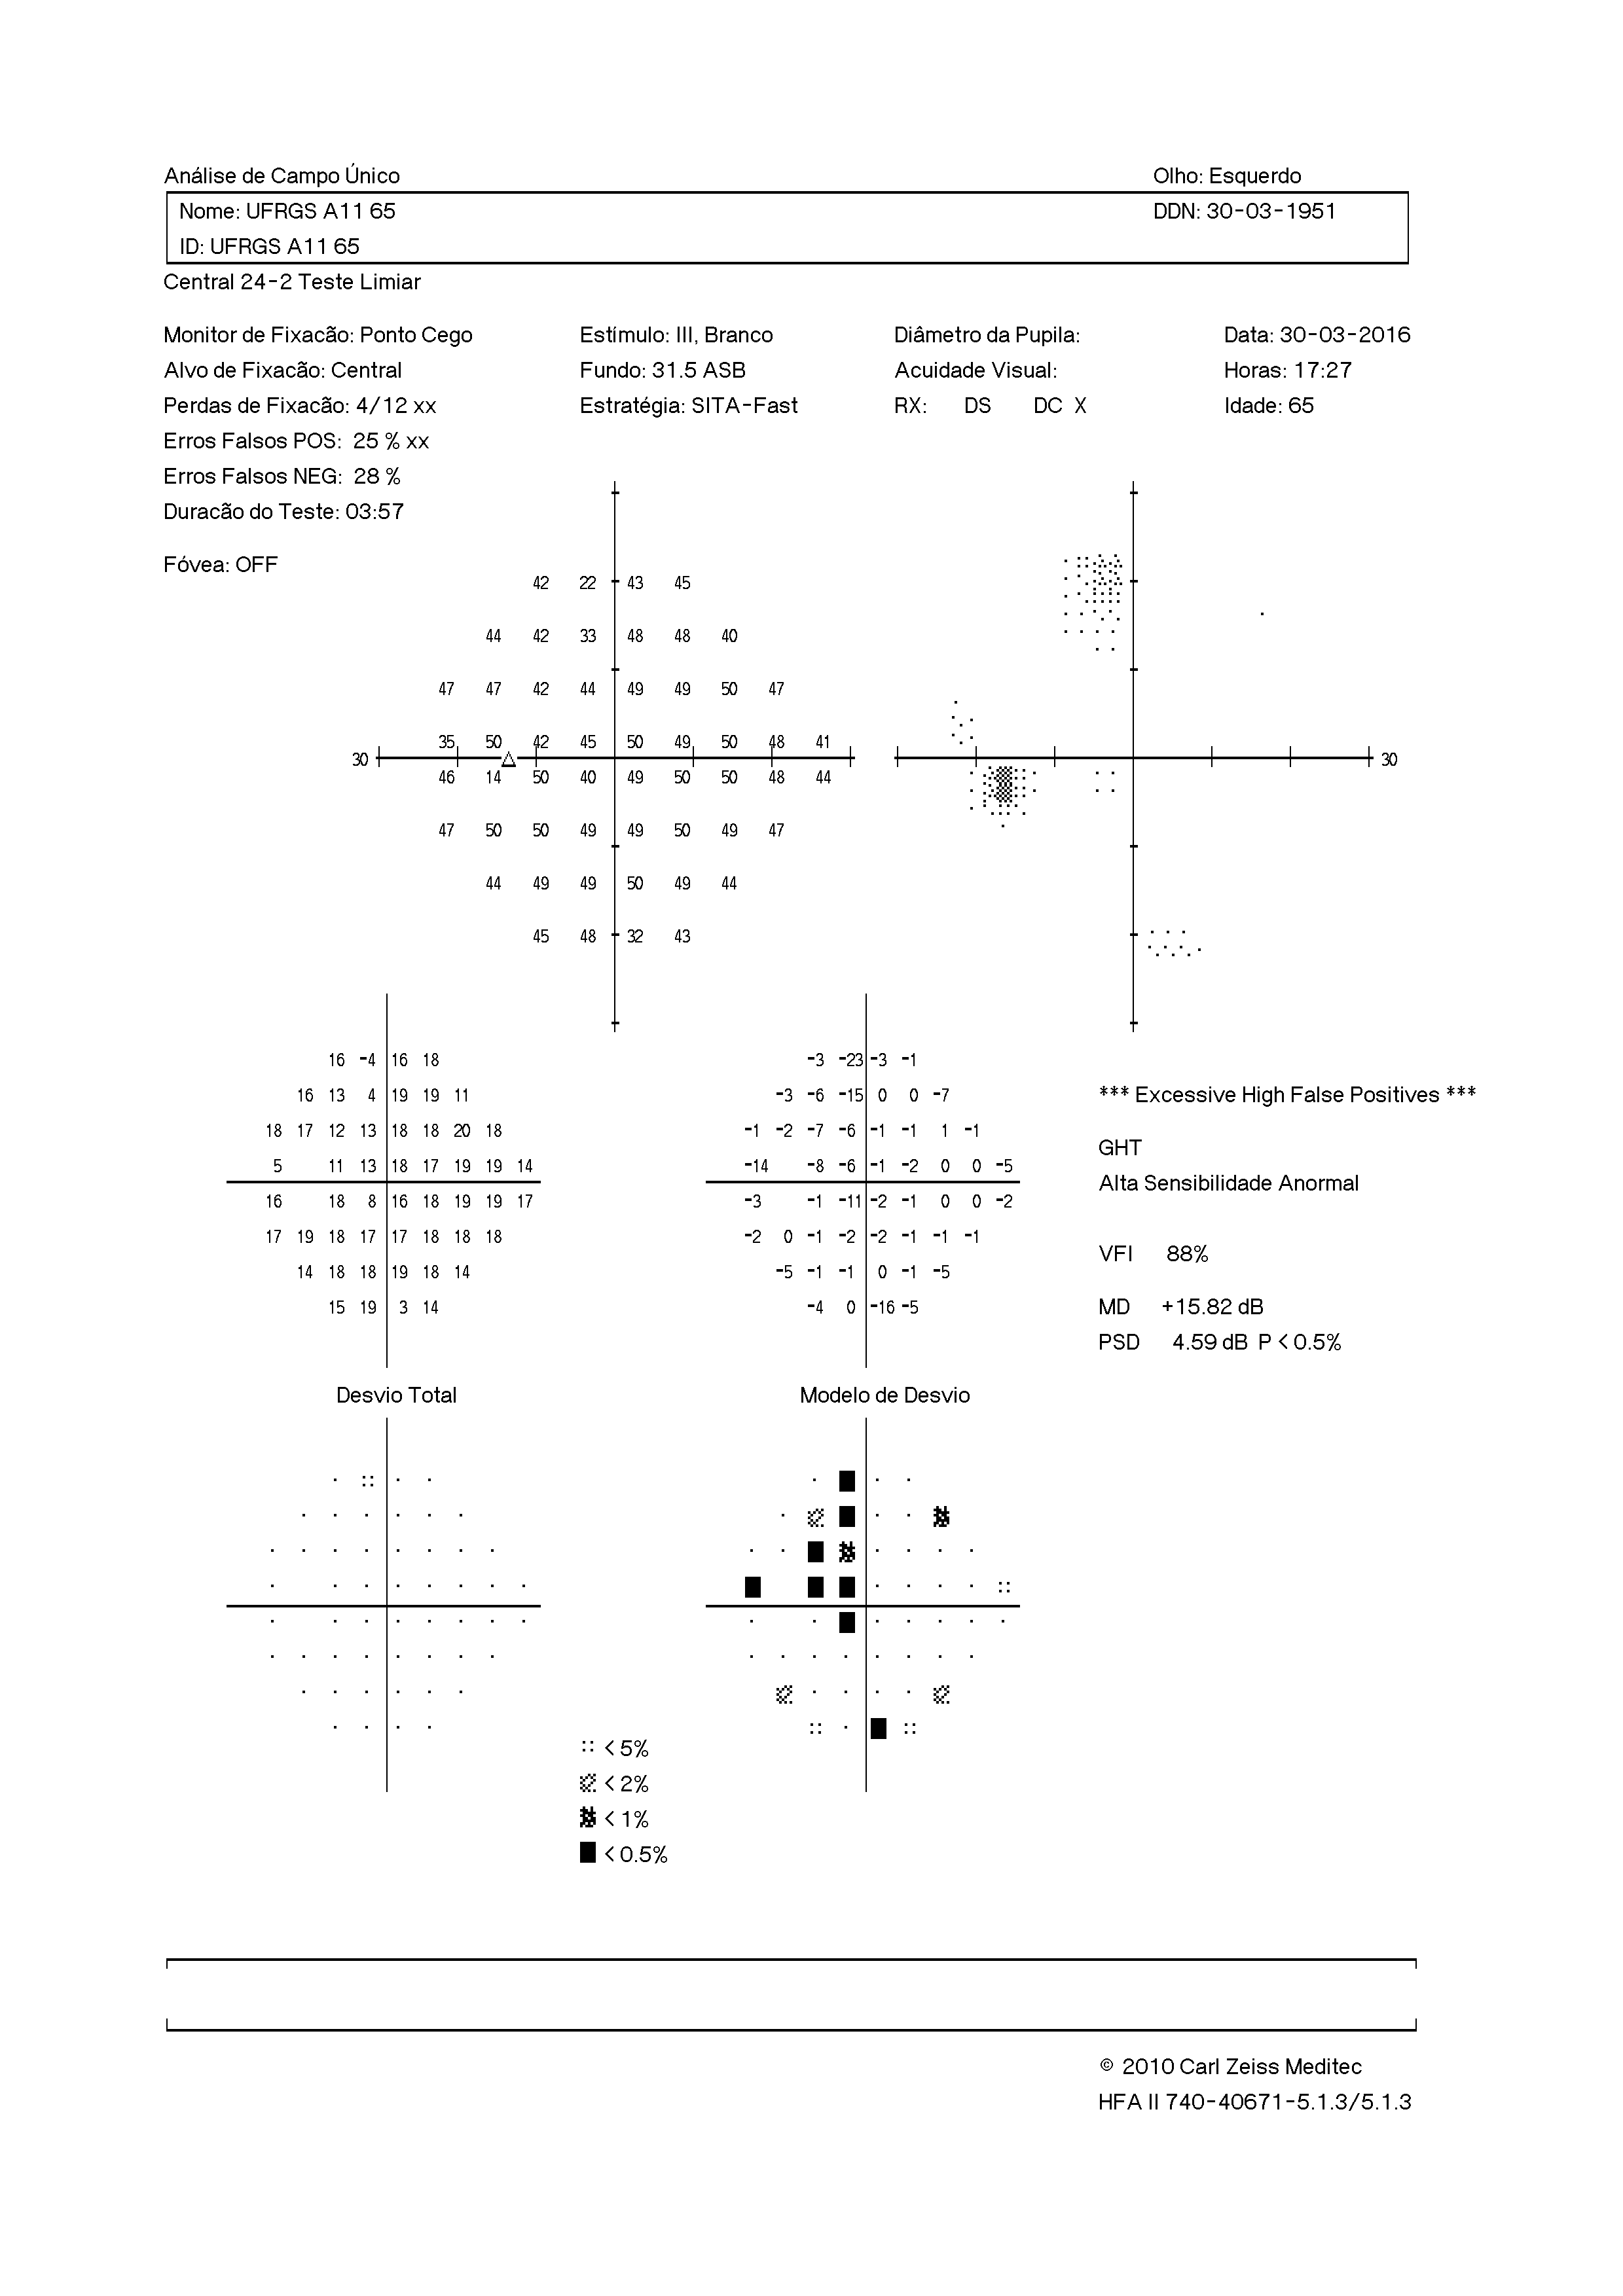 Análise de Campo Único Olho: Esquerdo
Nome: UFRGS A11 65 DDN: 30-03-1951
ID: UFRGS A11 65
Central 24-2 Teste Limiar
Monitor de Fixacão: Ponto Cego Estímulo: III, Branco Diâmetro da Pupila: Data: 30-03-2016
Alvo de Fixacão: Central Fundo: 31.5 ASB Acuidade Visual: Horas: 17:27
Perdas de Fixacão: 4/12 xx Estratégia: SITA-Fast RX: DS DC X Idade: 65
Erros Falsos POS: 25 % xx
Erros Falsos NEG: 28 %
Duracão do Teste: 03:57
Fóvea: OFF
42 22 43 45
44 42 33 48 48 40
47 47 42 44 49 49 50 47
35 50 42 45 50 49 50 48 41
30 30
46 14 50 40 49 50 50 48 44
47 50 50 49 49 50 49 47
44 49 49 50 49 44
45 48 32 43
16 -4 16 18 -3 -23 -3 -1
16 13 4 19 19 11 -3 -6 -15 0 0 -7 *** Excessive High False Positives ***
18 17 12 13 18 18 20 18 -1 -2 -7 -6 -1 -1 1 -1
GHT
5 11 13 18 17 19 19 14 -14 -8 -6 -1 -2 0 0 -5
Alta Sensibilidade Anormal
16 18 8 16 18 19 19 17 -3 -1 -11 -2 -1 0 0 -2
17 19 18 17 17 18 18 18 -2 0 -1 -2 -2 -1 -1 -1
VFI 88%
14 18 18 19 18 14 -5 -1 -1 0 -1 -5
15 19 3 14 -4 0 -16 -5 MD +15.82 dB
PSD 4.59 dB P < 0.5%
Desvio Total Modelo de Desvio
< 5%
< 2%
< 1%
< 0.5%
© 2010 Carl Zeiss Meditec
HFA II 740-40671-5.1.3/5.1.3